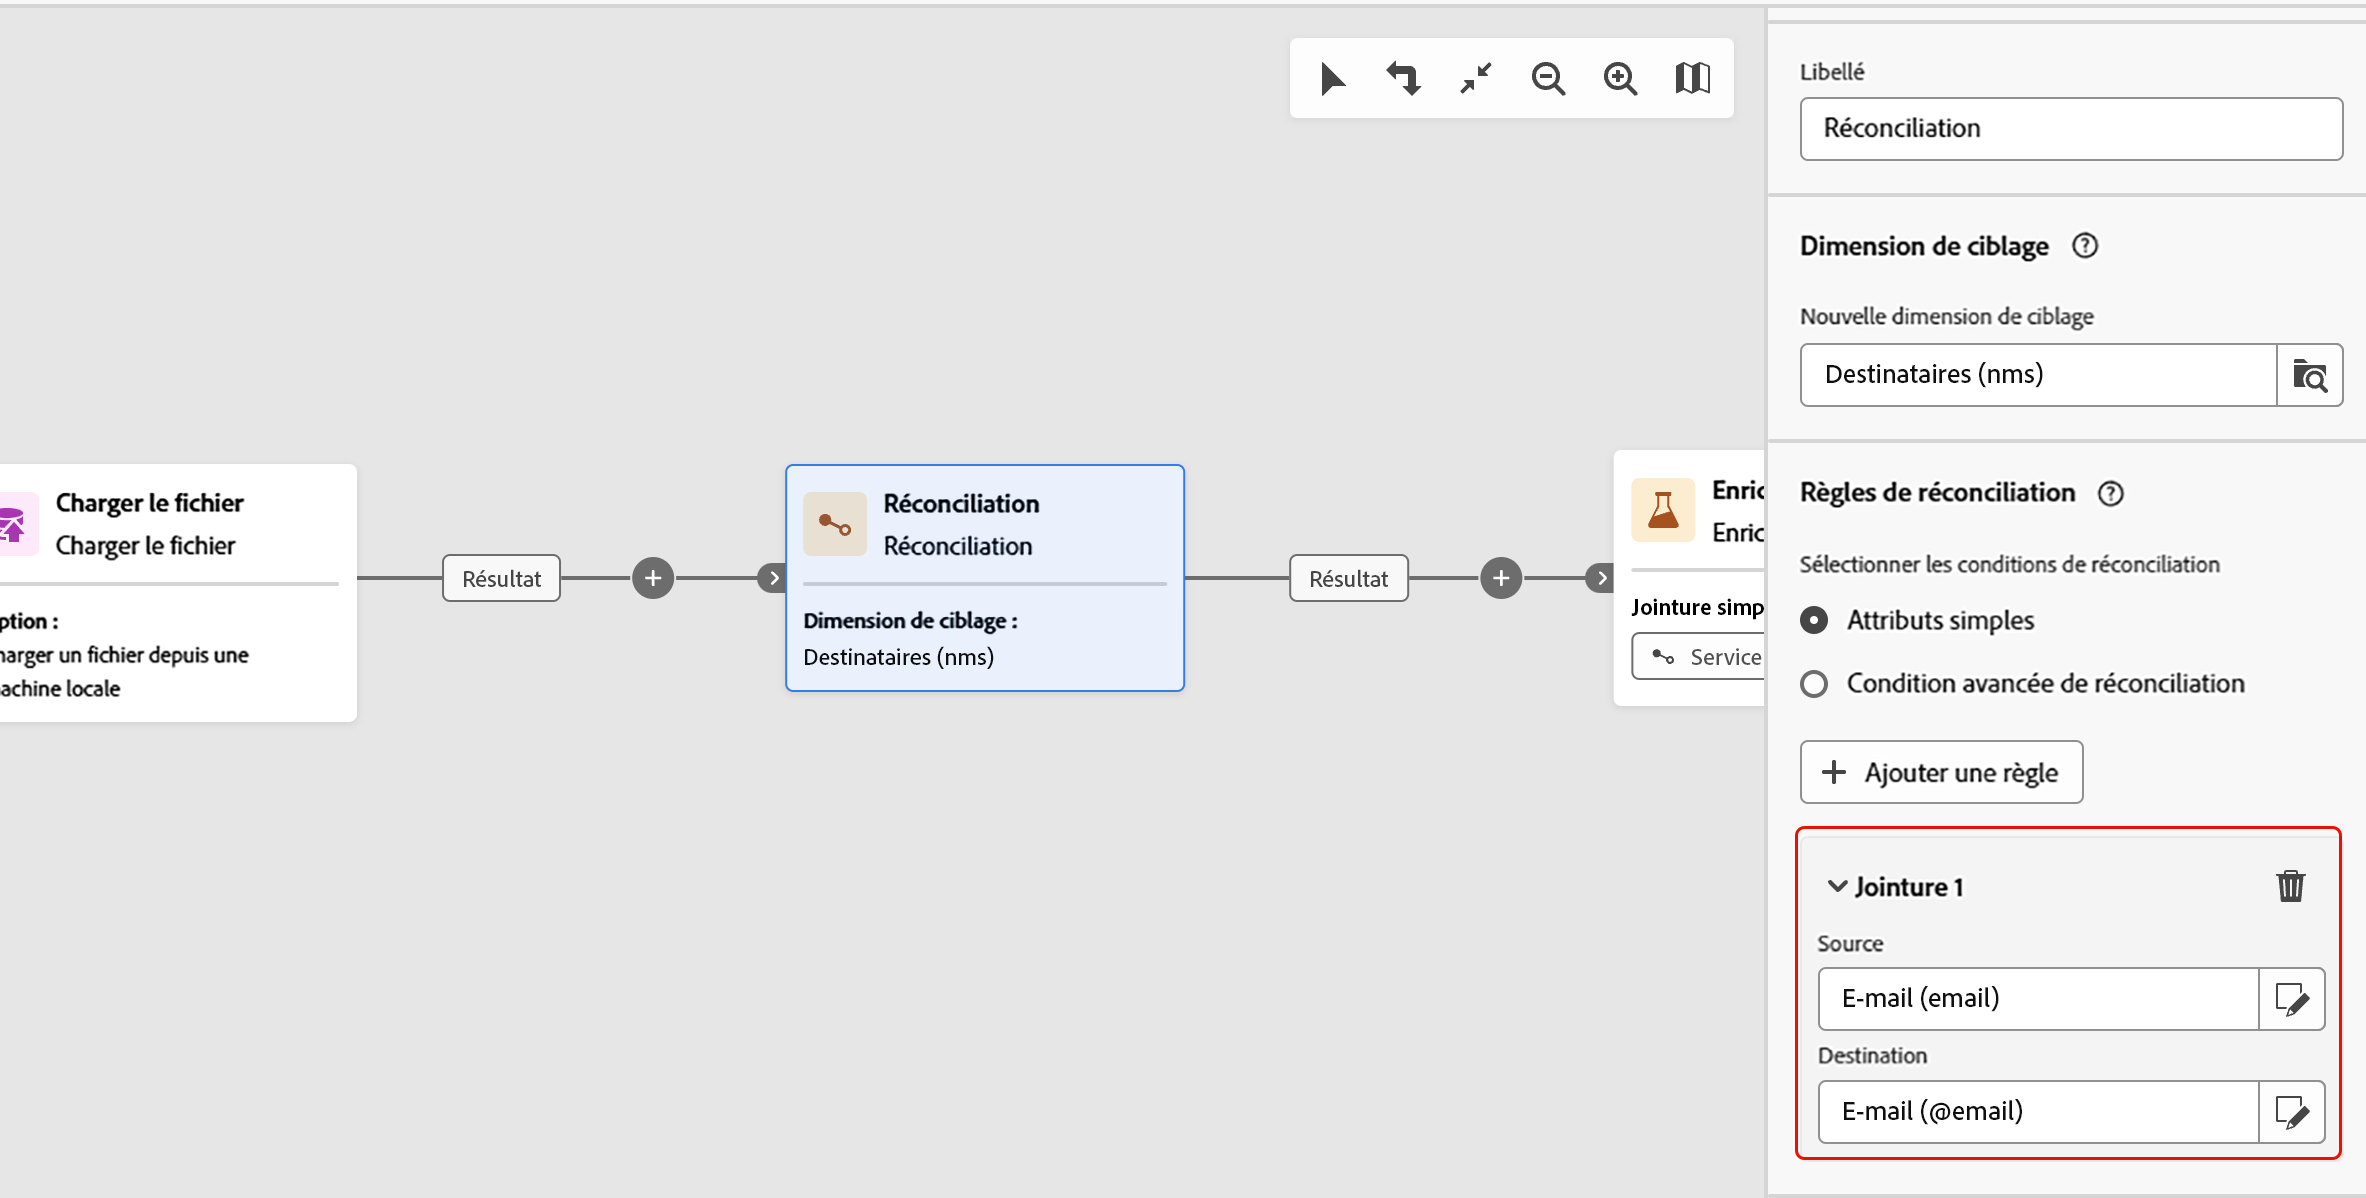 Charger le fichier
Charger le fichier
ption :
harger un fichier depuis une
achine locale
Résultat
Réconciliation
Réconciliation
Dimension de ciblage :
Destinataires (nms)
Résultat
Enric
Enric
Jointure simp
Service
Libellé
Réconciliation
Dimension de ciblage
Nouvelle dimension de ciblage
Destinataires (nms)
Règles de réconciliation
Sélectionner les conditions de réconciliation
Attributs simples
Condition avancée de réconciliation
Ajouter une règle
Jointure 1
Source
E-mail (email)
Destination
E-mail (@email)